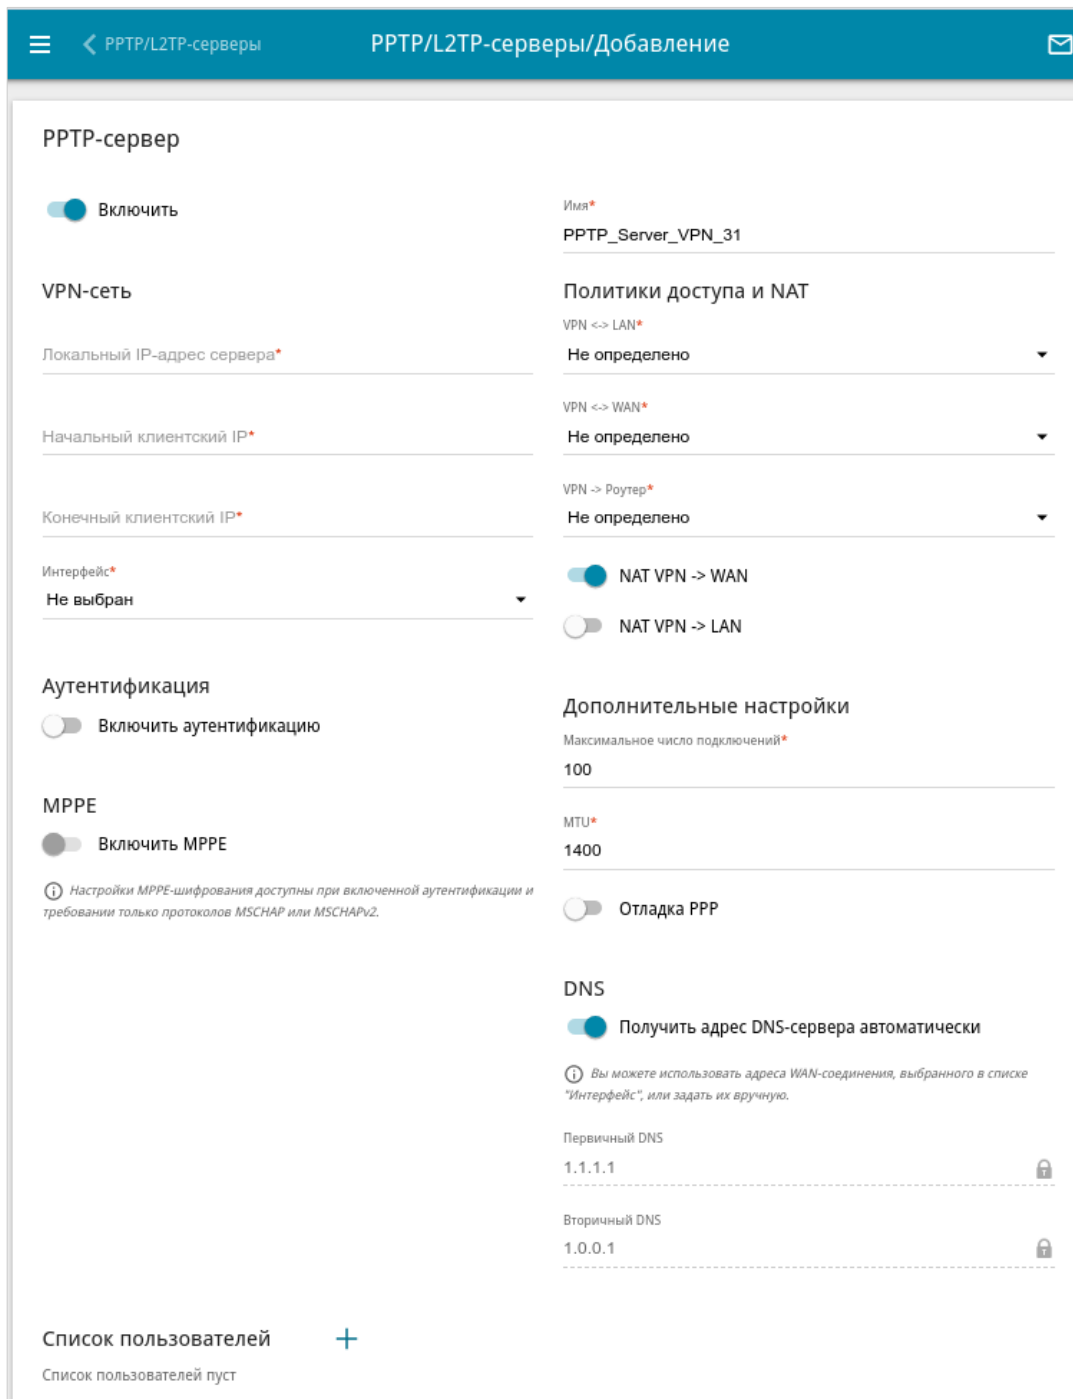 PPTP/L2TP-серверы
PPTP/L2TP-серверы/Добавление
PPTP-сервер
Включить
Имя*
PPTP_Server_VPN_31
VPN-сеть
Локальный IP-адрес сервера*
Начальный клиентский IP*
Конечный клиентский IP*
Интерфейс*
Не выбран
Политики доступа и NAT
VPN <-> LAN*
Не определено
VPN <-> WAN*
Не определено
VPN -> Роутер*
Не определено
NAT VPN -> WAN
NAT VPN -> LAN
Аутентификация
Включить аутентификацию
MPPE
Включить MPPE
Настройки MPPE-шифрования доступны при включенной аутентификации и
требовании только протоколов MSCHAP или MSCHAPv2.
Дополнительные настройки
Максимальное число подключений*
100
MTU*
1400
Отладка PPP
DNS
Получить адрес DNS-сервера автоматически
Вы можете использовать адреса WAN-соединения, выбранного в списке
"Интерфейс", или задать их вручную.
Первичный DNS
1.1.1.1
Вторичный DNS
1.0.0.1
Список пользователей
Список пользователей пуст